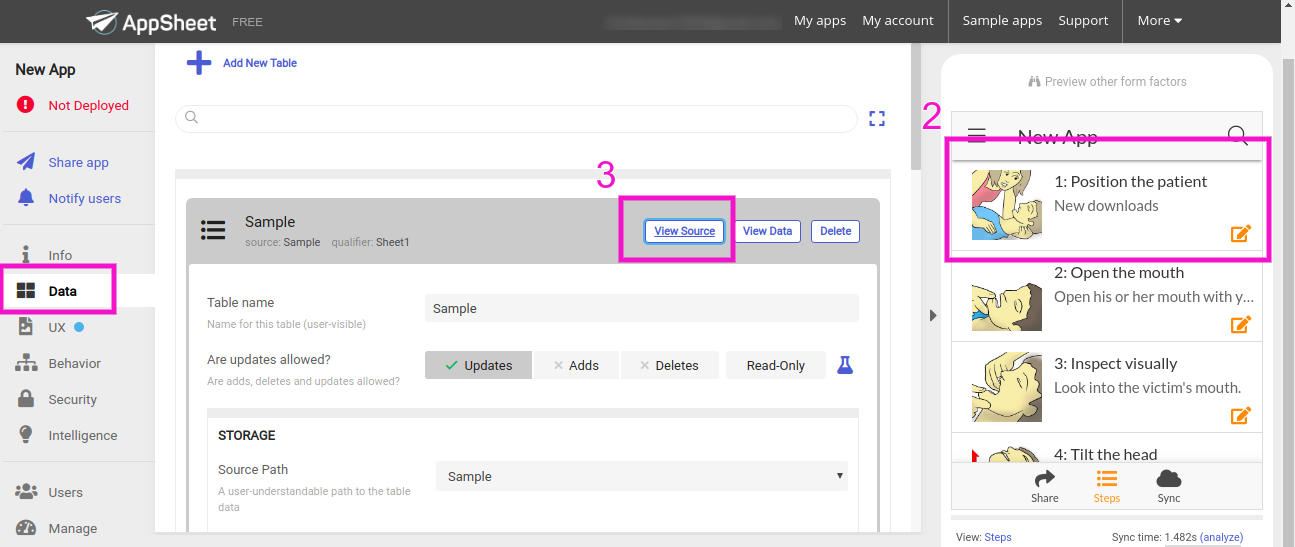 AppSheet FREE
My apps My account Sample apps Support More
New App
Not Deployed
Share app
Notify users
Info
Data
UX
Behavior
Security
Intelligence
Users
Manage
Add New Table
3
Sample
source: Sample qualifier: Sheet1
View Source View Data Delete
Table name
Name for this table (user-visible)
Sample
Are updates allowed?
Are adds, deletes and updates allowed?
Updates Adds Deletes Read-Only
STORAGE
Source Path
A user-understandable path to the table
data
Sample
Preview other form factors
2
New App
1: Position the patient
New downloads
2: Open the mouth
Open his or her mouth with y...
3: Inspect visually
Look into the victim's mouth.
4: Tilt the head
Share Steps Sync
View: Steps Sync time: 1.482s (analyze)